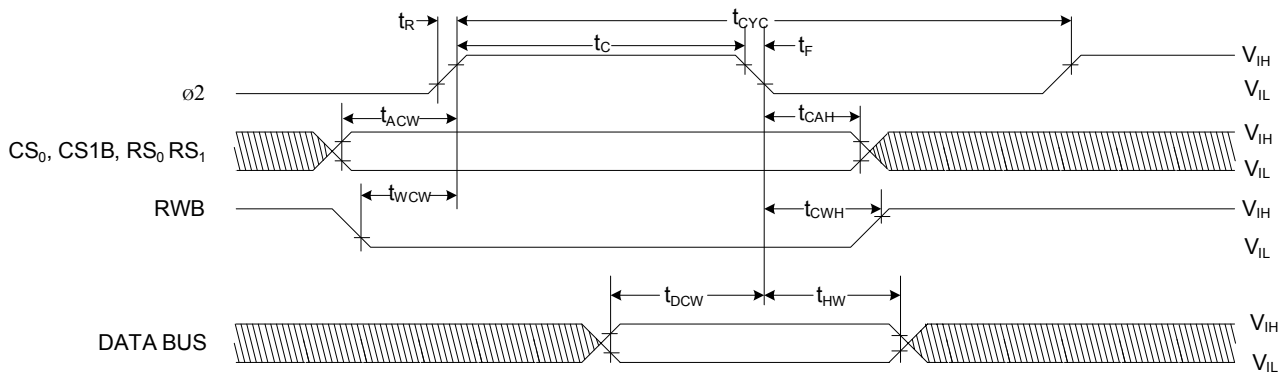 tR tCYC
tC tF
ø2 VIH
VIL
tACW tCAH
CS0, CS1B, RS0 RS1 VIH
VIL
tWCW tCWH
RWB VIH
VIL
tDCW tHW
DATA BUS VIH
VIL